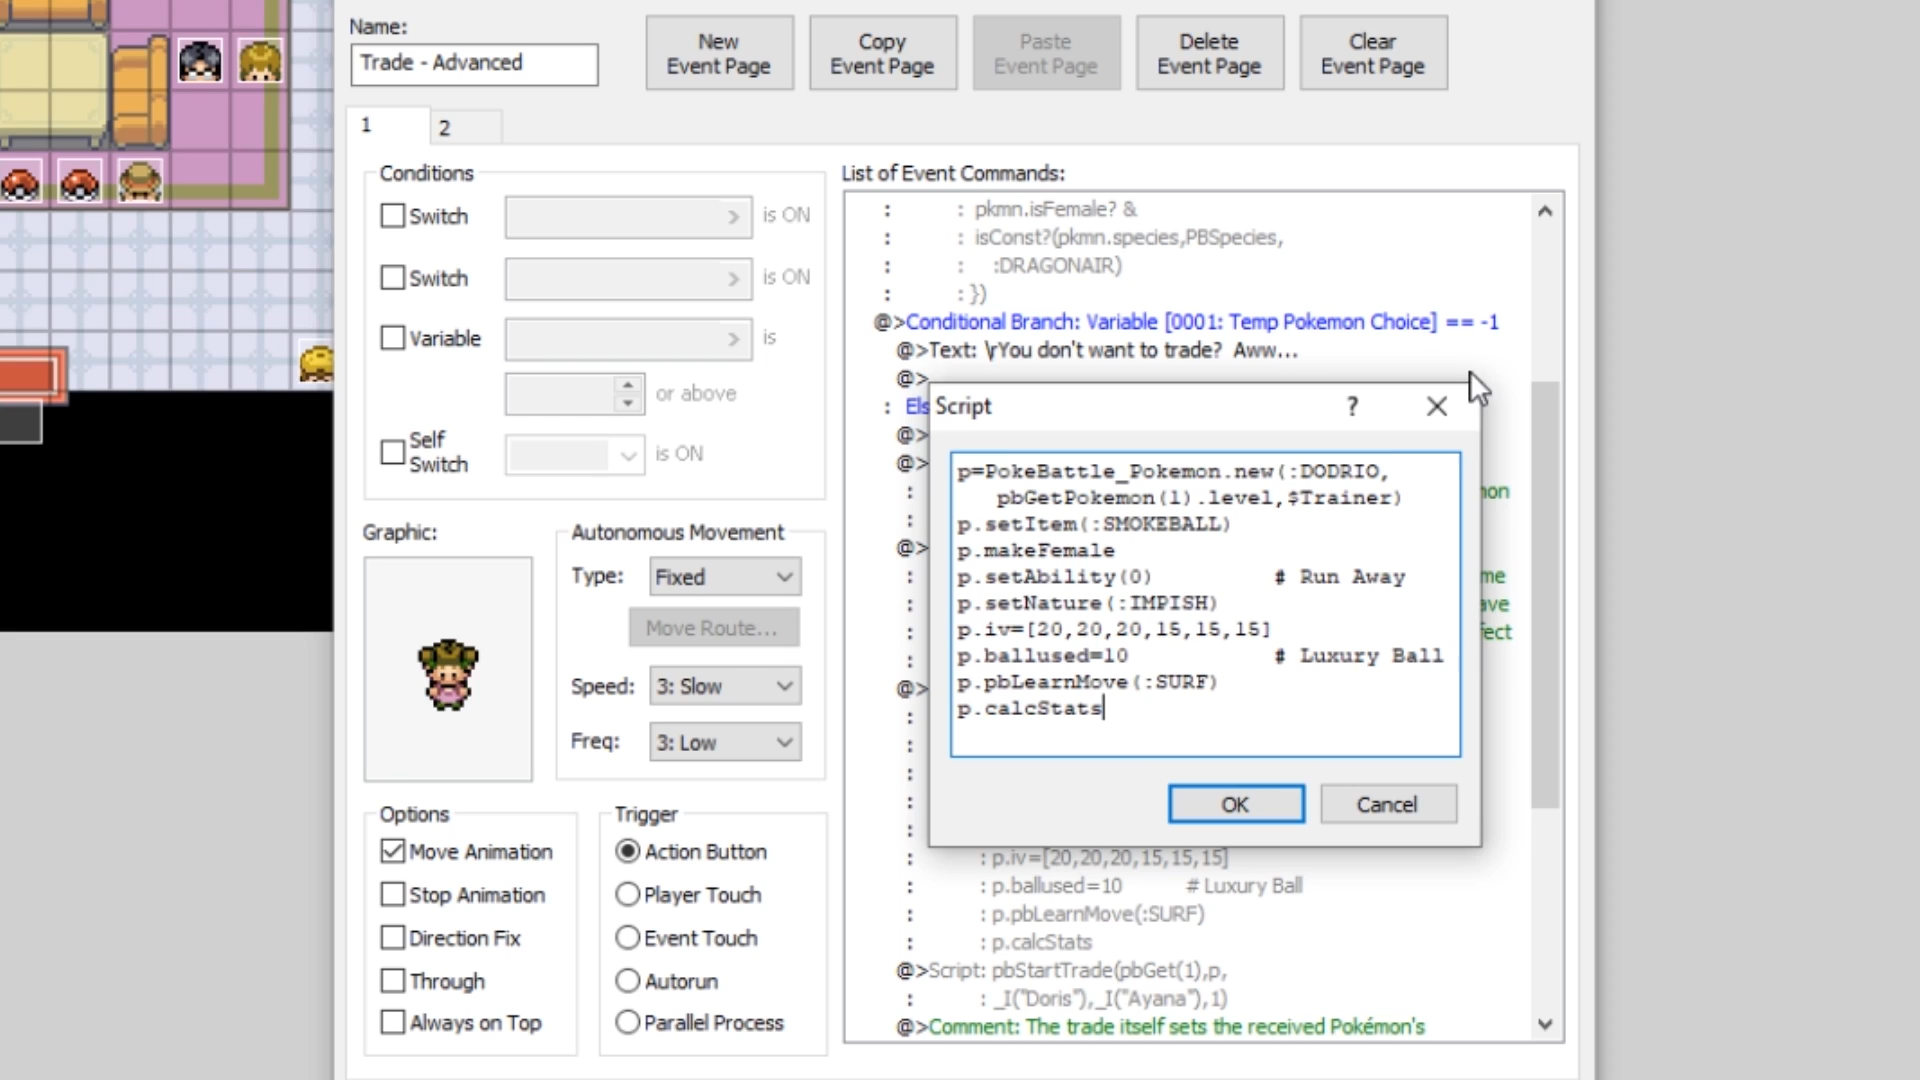 Name:
Trade - Advanced
New
Event Page
Copy
Event Page
Paste
Event Page
Delete
Event Page
Clear
Event Page
1
2
Conditions
Switch
is ON
Switch
is ON
Variable
is
or above
Self
Switch
is ON
Graphic:
Autonomous Movement
Type:
Fixed
Move Route...
Speed:
3: Slow
Freq:
3: Low
Options
Move Animation
Stop Animation
Direction Fix
Through
Always on Top
Trigger
Action Button
Player Touch
Event Touch
Autorun
Parallel Process
List of Event Commands:
: : pkmn.isFemale? &
: : isConst?(pkmn.species,PBSpecies,
: : :DRAGONAIR)
: : })
@>Conditional Branch: Variable [0001: Temp Pokemon Choice] == -1
@>Text: \rYou don't want to trade?  Aww...
@>
: 
@>
@>
:
:
@>
:
:
:
:
@>
:
:
:
:
:
Script
?
p=PokeBattle_Pokemon.new(:DODRIO,
pbGetPokemon(1).level,$Trainer)
p.setItem(:SMOKEBALL)
p.makeFemale
p.setAbility(0) # Run Away
p.setNature(:IMPISH)
p.iv=[20,20,20,15,15,15]
p.ballused=10 # Luxury Ball
p.pbLearnMove(:SURF)
p.calcStats
OK
Cancel
: : p.iv=[20,20,20,15,15,15]
: : p.ballused=10 # Luxury Ball
: : p.pbLearnMove(:SURF)
: : p.calcStats
@>Script: pbStartTrade(pbGet(1),p,
: : _I("Doris"),_I("Ayana"),1)
@>Comment: The trade itself sets the received Pokémon's